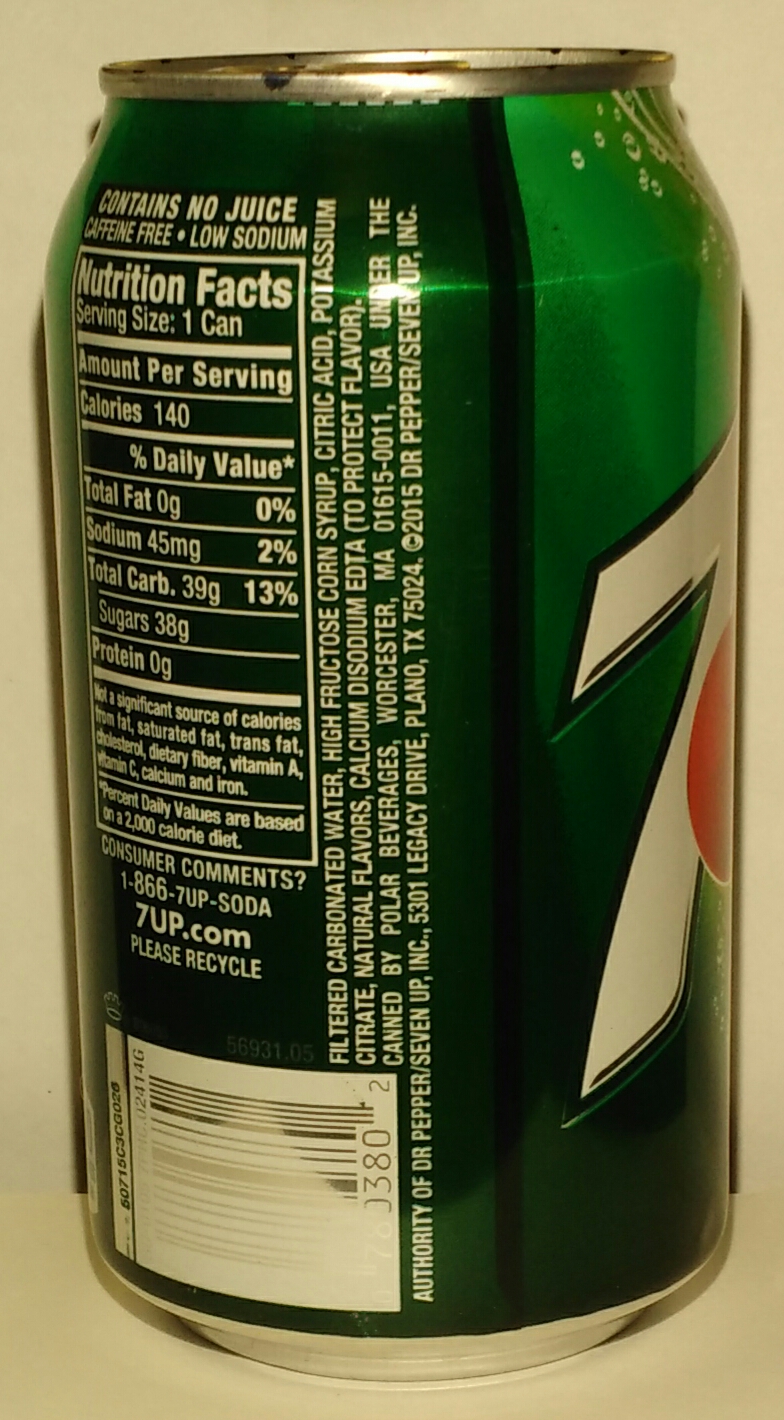 CONTAINS NO JUICE
CAFFEINE FREE • LOW SODIUM
Nutrition Facts
Serving Size: 1 Can
Amount Per Serving
Calories 140
% Daily Value*
Total Fat 0g 0%
Sodium 45mg 2%
Total Carb. 39g 13%
Sugars 38g
Protein 0g
Not a significant source of calories
from fat, saturated fat, trans fat,
cholesterol, dietary fiber, vitamin A,
vitamin C, calcium and iron.
*Percent Daily Values are based
on a 2,000 calorie diet.
CONSUMER COMMENTS?
1-866-7UP-SODA
7UP.com
PLEASE RECYCLE
56931.05
FILTERED CARBONATED WATER, HIGH FRUCTOSE CORN SYRUP, CITRIC ACID, POTASSIUM
CITRATE, NATURAL FLAVORS, CALCIUM DISODIUM EDTA (TO PROTECT FLAVOR).
CANNED BY POLAR BEVERAGES, WORCESTER, MA 01615-0011, USA UNDER THE
AUTHORITY OF DR PEPPER/SEVEN UP, INC., 5301 LEGACY DRIVE, PLANO, TX 75024. ©2015 DR PEPPER/SEVEN UP, INC.
50715C3CG026
0380 2
7